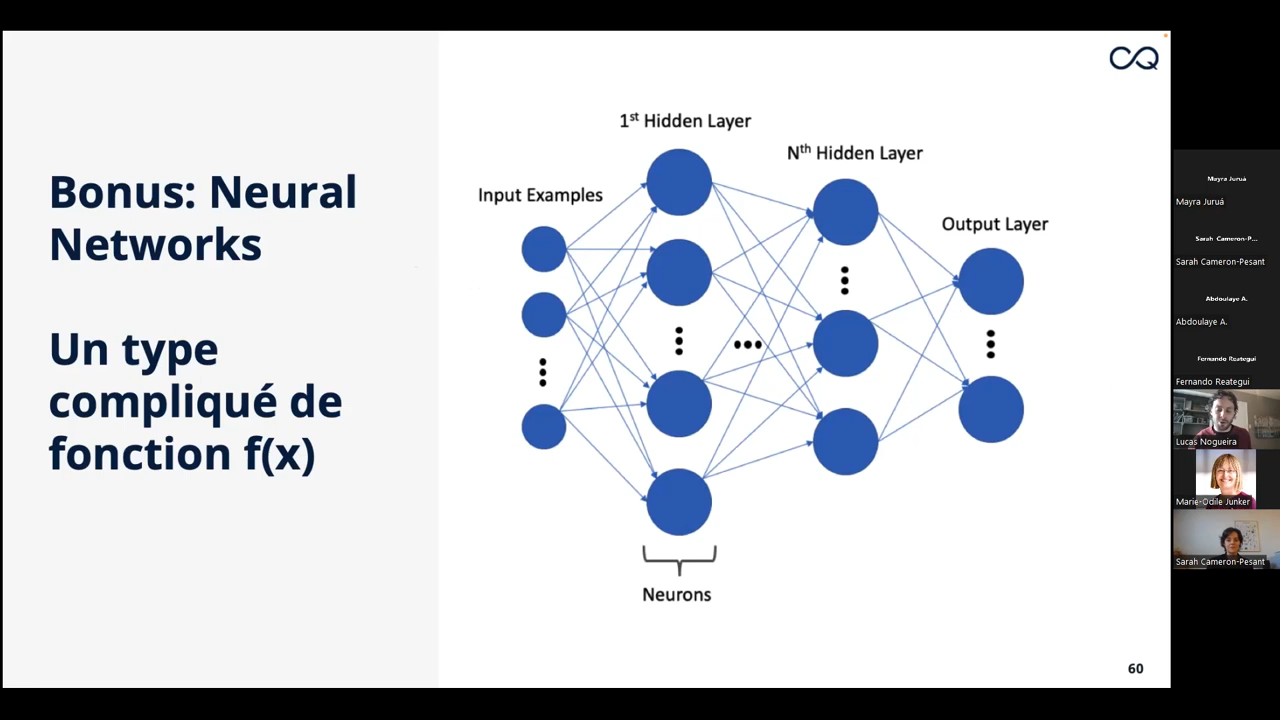 Bonus: Neural
Networks
Un type
compliqué de
fonction f(x)
1st Hidden Layer
Nth Hidden Layer
Input Examples
Output Layer
Neurons
60
CQ
Mayra Juruá
Mayra Juruá
Sarah Cameron-P...
Sarah Cameron-Pesant
Abdoulaye A.
Abdoulaye A.
Fernando Reategui
Fernando Reategui
Lucas Nogueira
Marie-Odile Junker
Sarah Cameron-Pesant